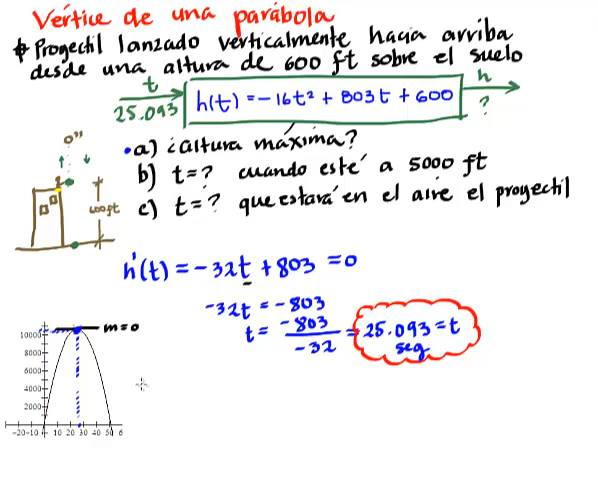 Vértice de una parábola
Proyectil lanzado verticalmente hacia arriba
desde una altura de 600 ft sobre el suelo
t
25.093
h(t) = -16t² + 803t + 600
h
?
a) ¿altura máxima?
b) t = ? cuando esté a 5000 ft
c) t = ? que estará en el aire el proyectil
0"
600 ft
h'(t) = -32t + 803 = 0
-32t = -803
t = -803/-32 = 25.093 = t
seg
m = 0
10000
8000
6000
4000
2000
-20 -10 10 20 30 40 50 6